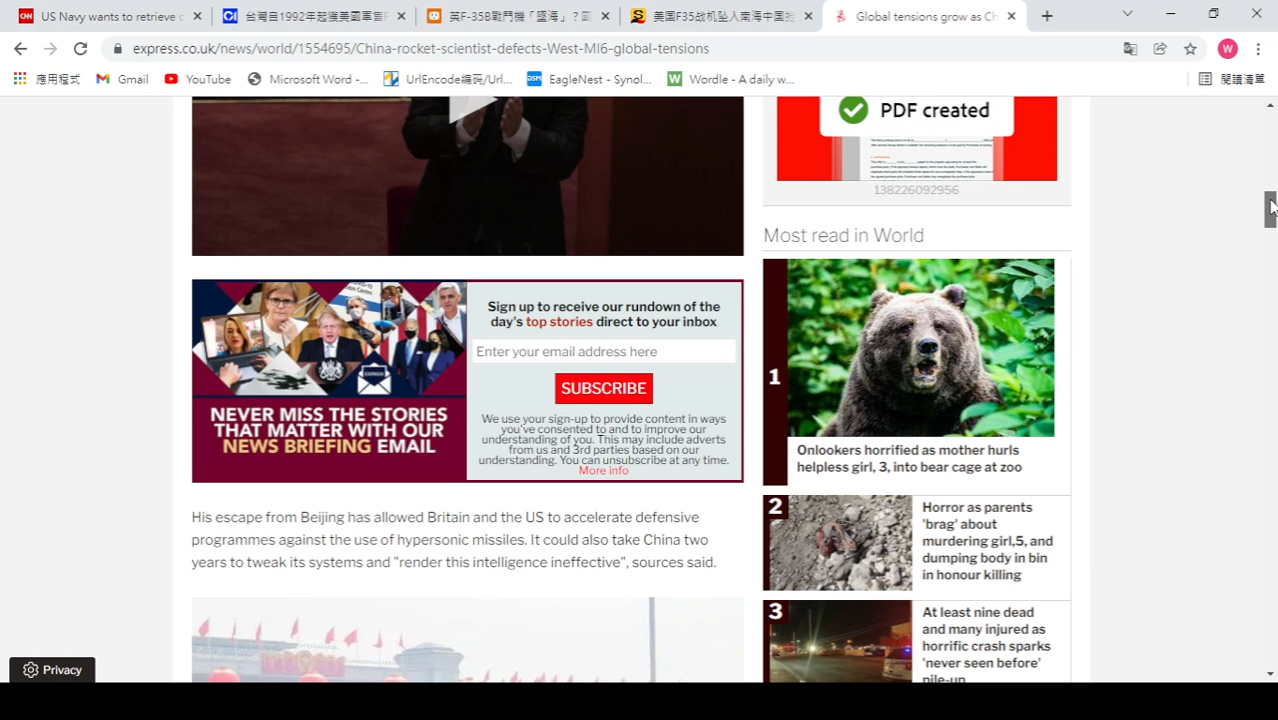 US Navy wants to retrieve c
台灣自1992年起獲美國軍售F
英F-35B戰鬥機「墜海」？
美国F35战机坠入南海中国抢
Global tensions grow as Ch
express.co.uk/news/world/1554695/China-rocket-scientist-defects-West-MI6-global-tensions
W
應用程式
Gmail
YouTube
Microsoft Word -...
UrlEncode编码/Url...
EagleNest - Synol...
Wordle - A daily w...
閱讀清單
PDF created
138226092956
Most read in World
Sign up to receive our rundown of the
day's top stories direct to your inbox
Enter your email address here
SUBSCRIBE
We use your sign-up to provide content in ways
you've consented to and to improve our
understanding of you. This may include adverts
from us and 3rd parties based on our
understanding. You can unsubscribe at any time.
More info
EXPRESS
NEVER MISS THE STORIES
THAT MATTER WITH OUR
NEWS BRIEFING EMAIL
His escape from Beijing has allowed Britain and the US to accelerate defensive
programmes against the use of hypersonic missiles. It could also take China two
years to tweak its systems and "render this intelligence ineffective", sources said.
1
Onlookers horrified as mother hurls
helpless girl, 3, into bear cage at zoo
2
Horror as parents
'brag' about
murdering girl,5, and
dumping body in bin
in honour killing
3
At least nine dead
and many injured as
horrific crash sparks
'never seen before'
pile-up
Privacy